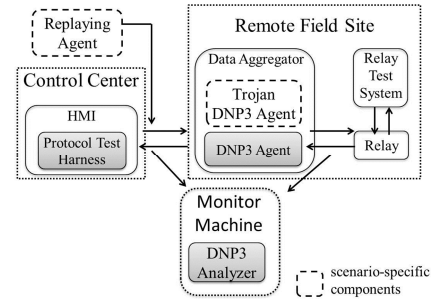 Replaying
Agent
Remote Field Site
Control Center
HMI
Protocol Test
Harness
Data Aggregator
Trojan
DNP3 Agent
DNP3 Agent
Relay
Test
System
Relay
Monitor
Machine
DNP3
Analyzer
scenario-specific
components